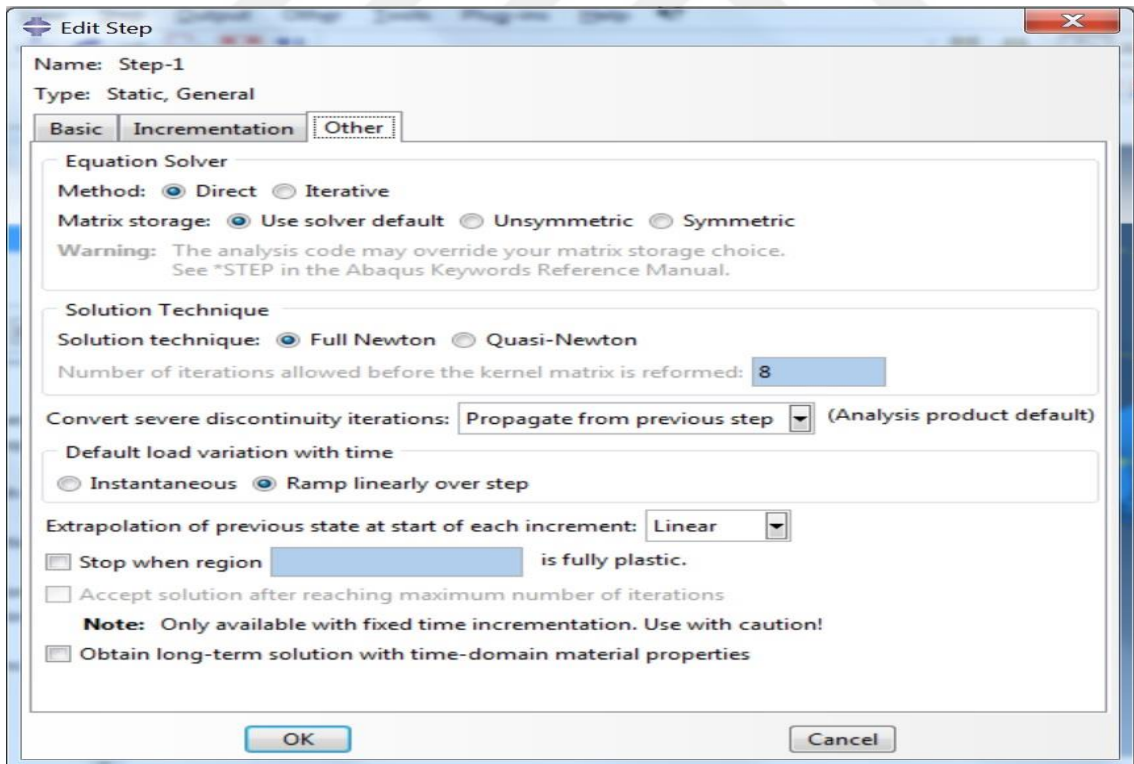 Edit Step
Name: Step-1
Type: Static, General
Basic Incrementation Other
Equation Solver
Method: Direct Iterative
Matrix storage: Use solver default Unsymmetric Symmetric
Warning: The analysis code may override your matrix storage choice.
See *STEP in the Abaqus Keywords Reference Manual.
Solution Technique
Solution technique: Full Newton Quasi-Newton
Number of iterations allowed before the kernel matrix is reformed: 8
Convert severe discontinuity iterations: Propagate from previous step (Analysis product default)
Default load variation with time
Instantaneous Ramp linearly over step
Extrapolation of previous state at start of each increment: Linear
Stop when region is fully plastic.
Accept solution after reaching maximum number of iterations
Note: Only available with fixed time incrementation. Use with caution!
Obtain long-term solution with time-domain material properties
OK Cancel